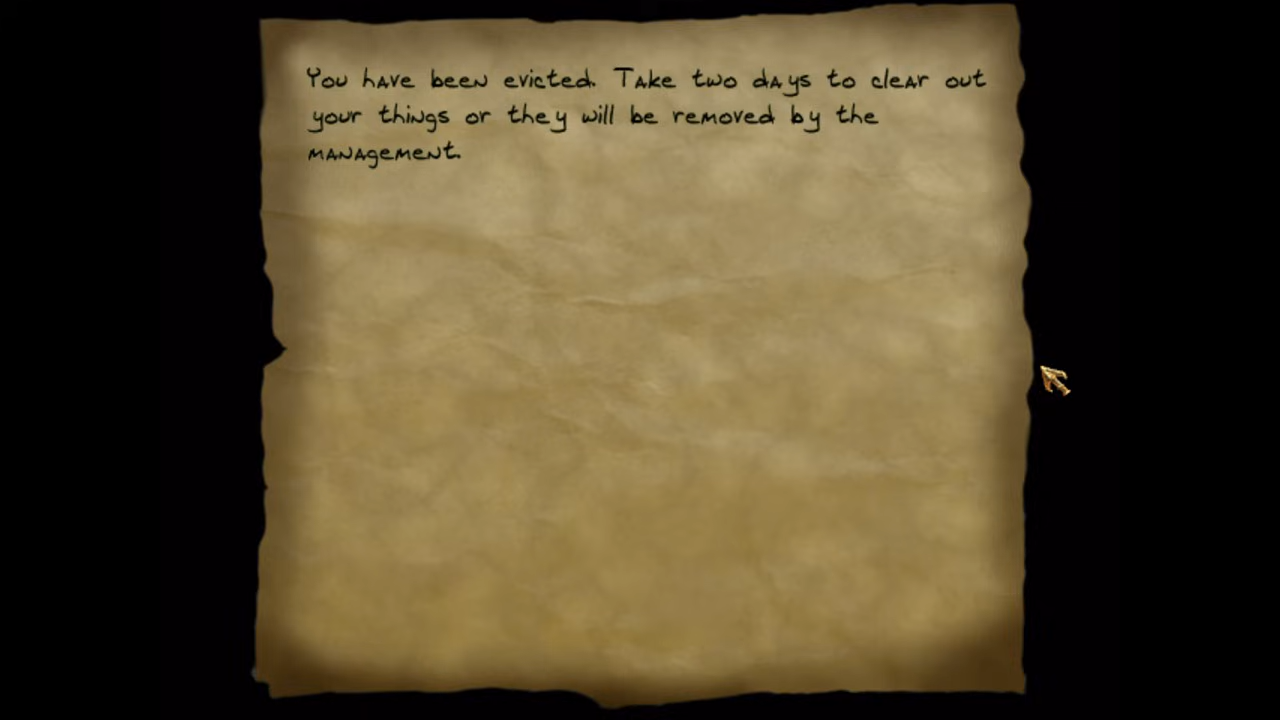 You have been evicted. Take two days to clear out
your things or they will be removed by the
management.